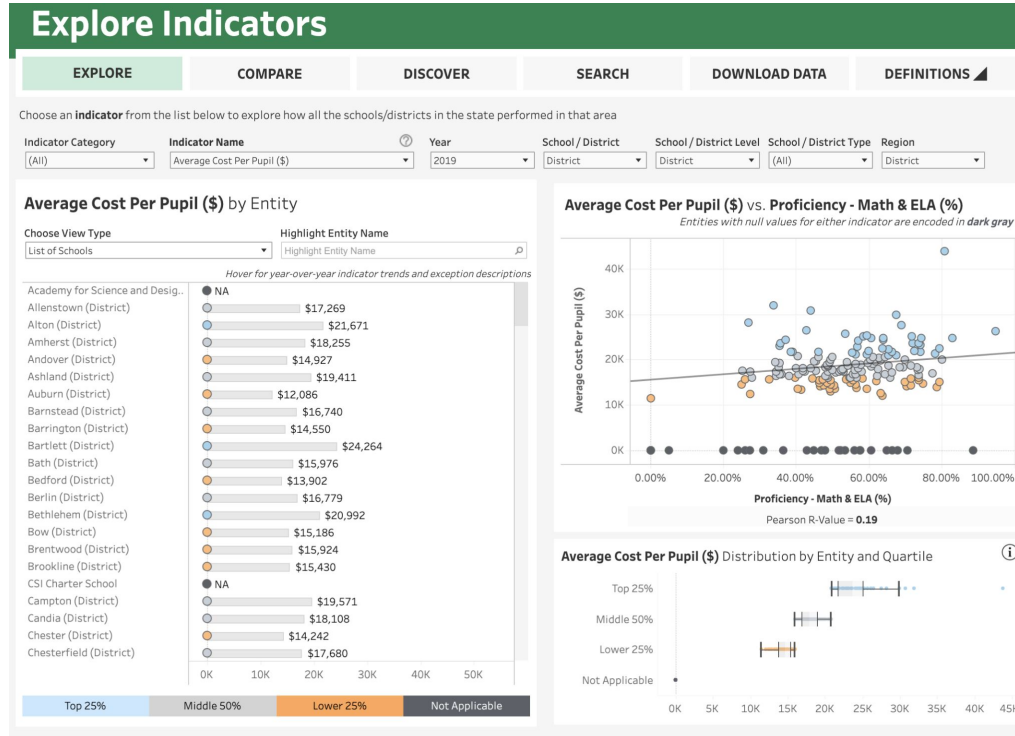 Explore Indicators
EXPLORE COMPARE DISCOVER SEARCH DOWNLOAD DATA DEFINITIONS
Choose an indicator from the list below to explore how all the schools/districts in the state performed in that area
Indicator Category Indicator Name ? Year School / District School / District Level School / District Type Region
(All) Average Cost Per Pupil ($) 2019 District District (All) District
Average Cost Per Pupil ($) by Entity
Choose View Type Highlight Entity Name
List of Schools Highlight Entity Name
Hover for year-over-year indicator trends and exception descriptions
Academy for Science and Desig.. NA
Allenstown (District) $17,269
Alton (District) $21,671
Amherst (District) $18,255
Andover (District) $14,927
Ashland (District) $19,411
Auburn (District) $12,086
Barnstead (District) $16,740
Barrington (District) $14,550
Bartlett (District) $24,264
Bath (District) $15,976
Bedford (District) $13,902
Berlin (District) $16,779
Bethlehem (District) $20,992
Bow (District) $15,186
Brentwood (District) $15,924
Brookline (District) $15,430
CSI Charter School NA
Campton (District) $19,571
Candia (District) $18,108
Chester (District) $14,242
Chesterfield (District) $17,680
0K 10K 20K 30K 40K 50K
Top 25% Middle 50% Lower 25% Not Applicable
Average Cost Per Pupil ($) vs. Proficiency - Math & ELA (%)
Entities with null values for either indicator are encoded in dark gray
Average Cost Per Pupil ($)
40K
30K
20K
10K
0K
0.00% 20.00% 40.00% 60.00% 80.00% 100.00%
Proficiency - Math & ELA (%)
Pearson R-Value = 0.19
Average Cost Per Pupil ($) Distribution by Entity and Quartile i
Top 25%
Middle 50%
Lower 25%
Not Applicable
0K 5K 10K 15K 20K 25K 30K 35K 40K 45K